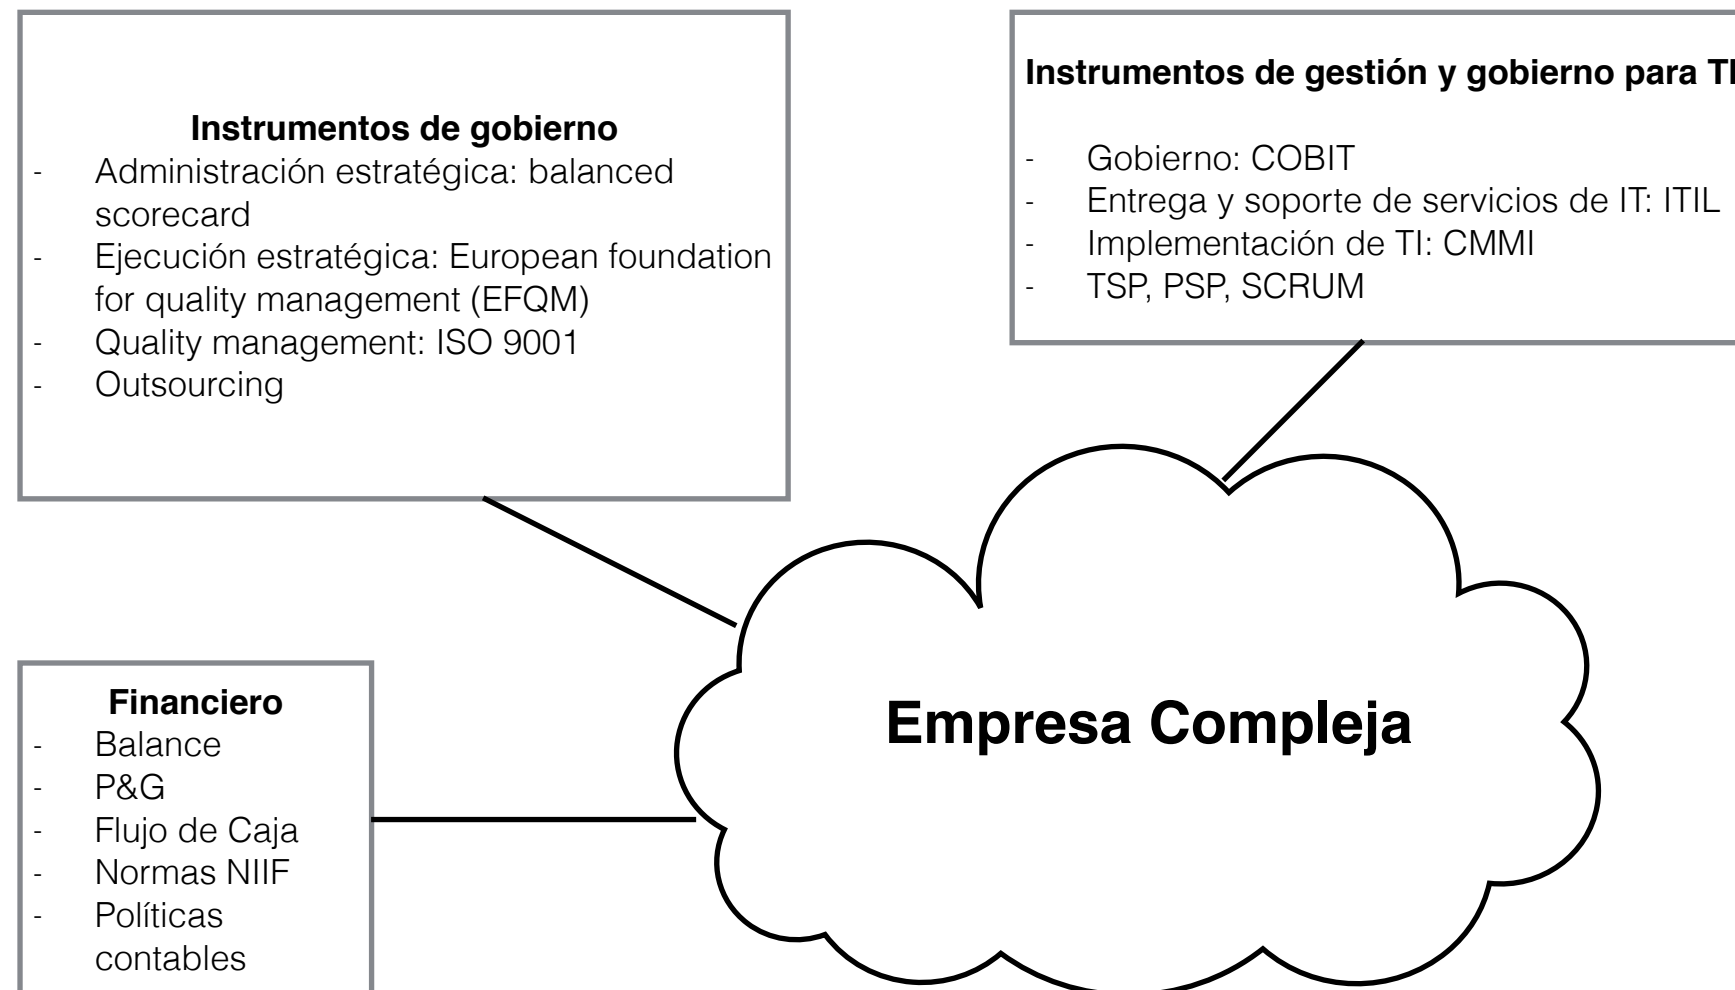 Instrumentos de gobierno
- Administración estratégica: balanced
scorecard
- Ejecución estratégica: European foundation
for quality management (EFQM)
- Quality management: ISO 9001
- Outsourcing
Instrumentos de gestión y gobierno para TI
- Gobierno: COBIT
- Entrega y soporte de servicios de IT: ITIL
- Implementación de TI: CMMI
- TSP, PSP, SCRUM
Financiero
- Balance
- P&G
- Flujo de Caja
- Normas NIIF
- Políticas
contables
Empresa Compleja